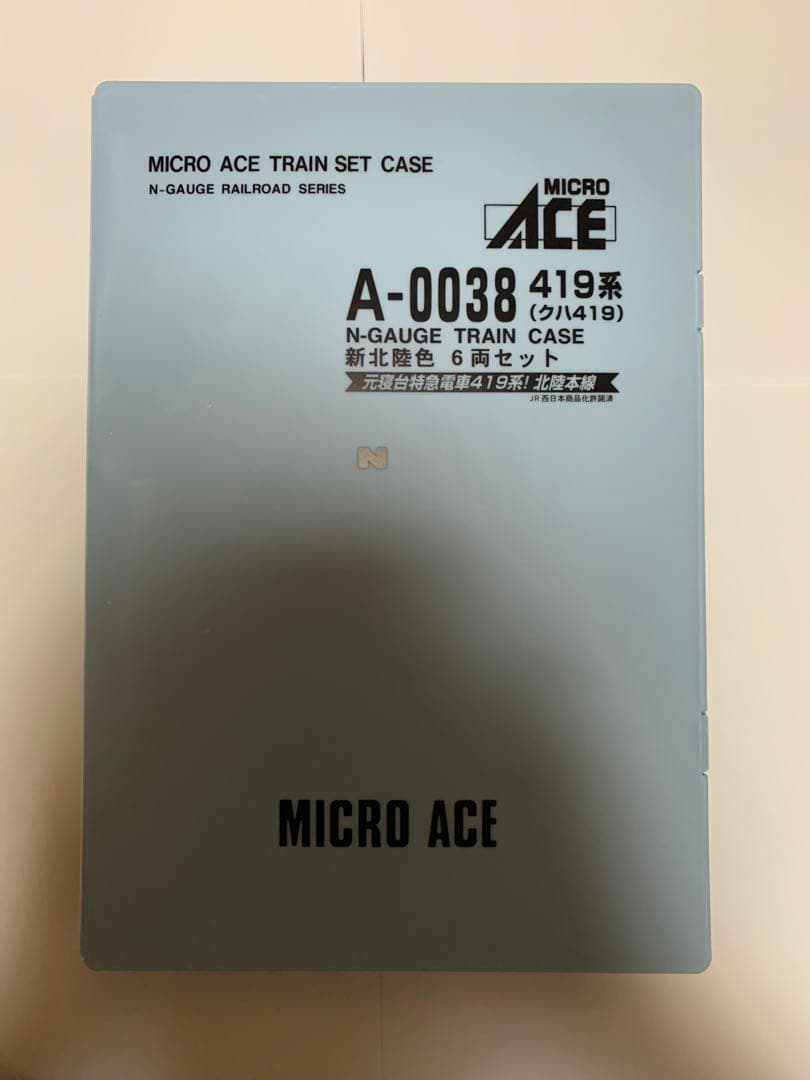 MICRO ACE TRAIN SET CASE
N-GAUGE RAILROAD SERIES
MICRO
ACE
A-0038 419系
(クハ419)
N-GAUGE TRAIN CASE
新北陸色 6両セット
元寝台特急電車419系! 北陸本線
JR西日本商品化許諾済
N
MICRO ACE